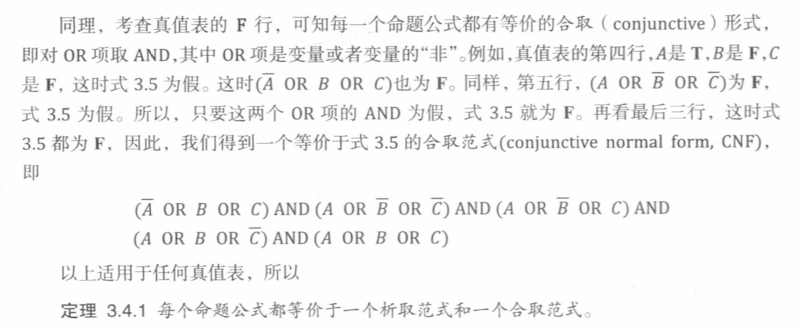 同理，考查真值表的 F 行，可知每一个命题公式都有等价的合取（conjunctive）形式，
即对 OR 项取 AND，其中 OR 项是变量或者变量的“非”。例如，真值表的第四行，A是 T，B是 F，C
是 F，这时式 3.5 为假。这时(A̅ OR B OR C)也为 F。同样，第五行，(A OR B̅ OR C̅)为 F，
式 3.5 为假。所以，只要这两个 OR 项的 AND 为假，式 3.5 就为 F。再看最后三行，这时式
3.5 都为 F，因此，我们得到一个等价于式 3.5 的合取范式(conjunctive normal form, CNF)，
即
(A̅ OR B OR C) AND (A OR B̅ OR C̅) AND (A OR B̅ OR C) AND
(A OR B OR C̅) AND (A OR B OR C)
以上适用于任何真值表，所以
定理 3.4.1 每个命题公式都等价于一个析取范式和一个合取范式。